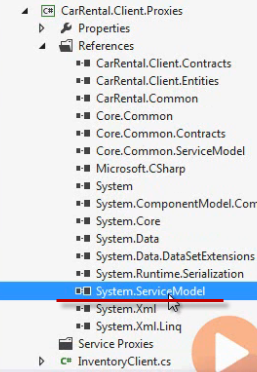 C# CarRental.Client.Proxies
Properties
References
CarRental.Client.Contracts
CarRental.Client.Entities
CarRental.Common
Core.Common
Core.Common.Contracts
Core.Common.ServiceModel
Microsoft.CSharp
System
System.ComponentModel.Com
System.Core
System.Data
System.Data.DataSetExtensions
System.Runtime.Serialization
System.ServiceModel
System.Xml
System.Xml.Linq
Service Proxies
C# InventoryClient.cs